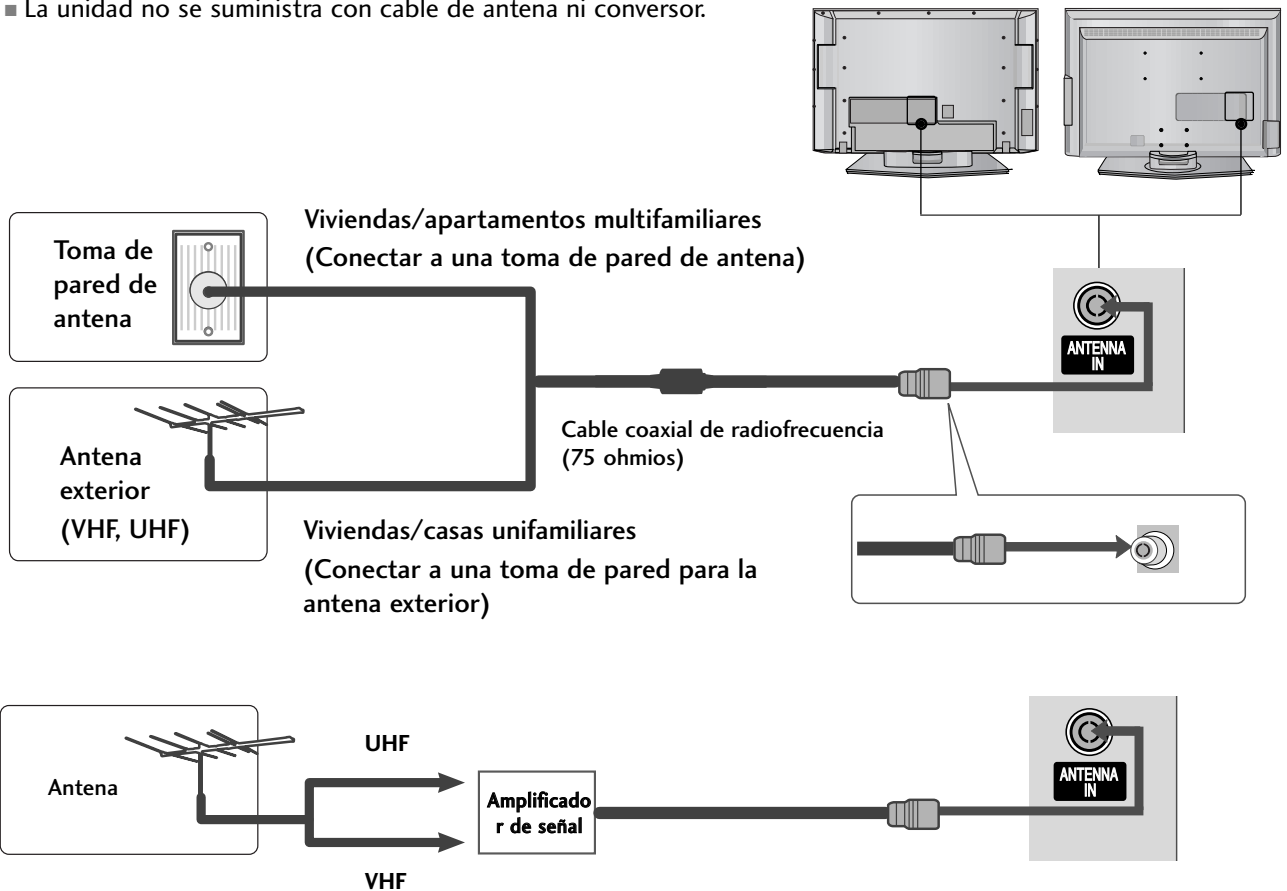 ■ La unidad no se suministra con cable de antena ni conversor.
Viviendas/apartamentos multifamiliares
(Conectar a una toma de pared de antena)
Toma de
pared de
antena
ANTENNA
IN
Cable coaxial de radiofrecuencia
(75 ohmios)
Antena
exterior
(VHF, UHF)
Viviendas/casas unifamiliares
(Conectar a una toma de pared para la
antena exterior)
UHF
Antena
Amplificado
r de señal
ANTENNA
IN
VHF